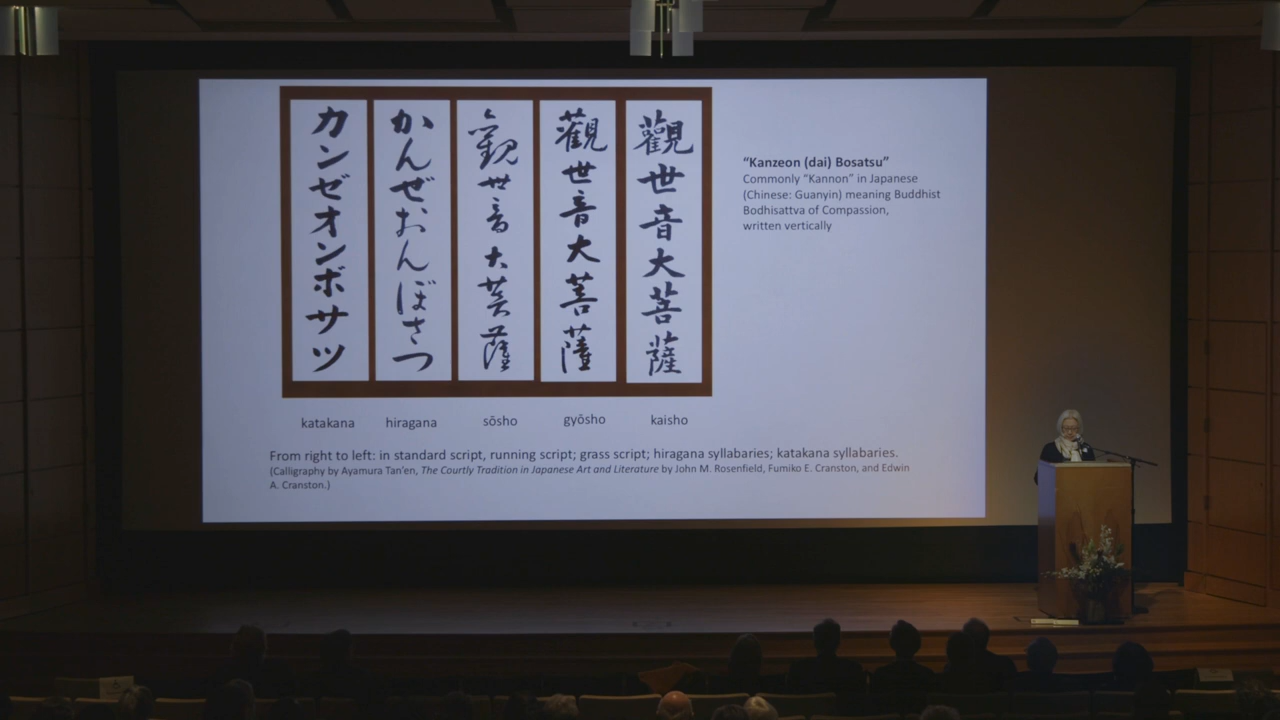 觀世音大菩薩
觀世音大菩薩
觀世音大菩薩
かんぜおんぼさつ
カンゼオンボサツ
katakana hiragana sōsho gyōsho kaisho
“Kanzeon (dai) Bosatsu”
Commonly “Kannon” in Japanese
(Chinese: Guanyin) meaning Buddhist
Bodhisattva of Compassion,
written vertically
From right to left: in standard script, running script; grass script; hiragana syllabaries; katakana syllabaries.
(Calligraphy by Ayamura Tan’en, The Courtly Tradition in Japanese Art and Literature by John M. Rosenfield, Fumiko E. Cranston, and Edwin
A. Cranston.)